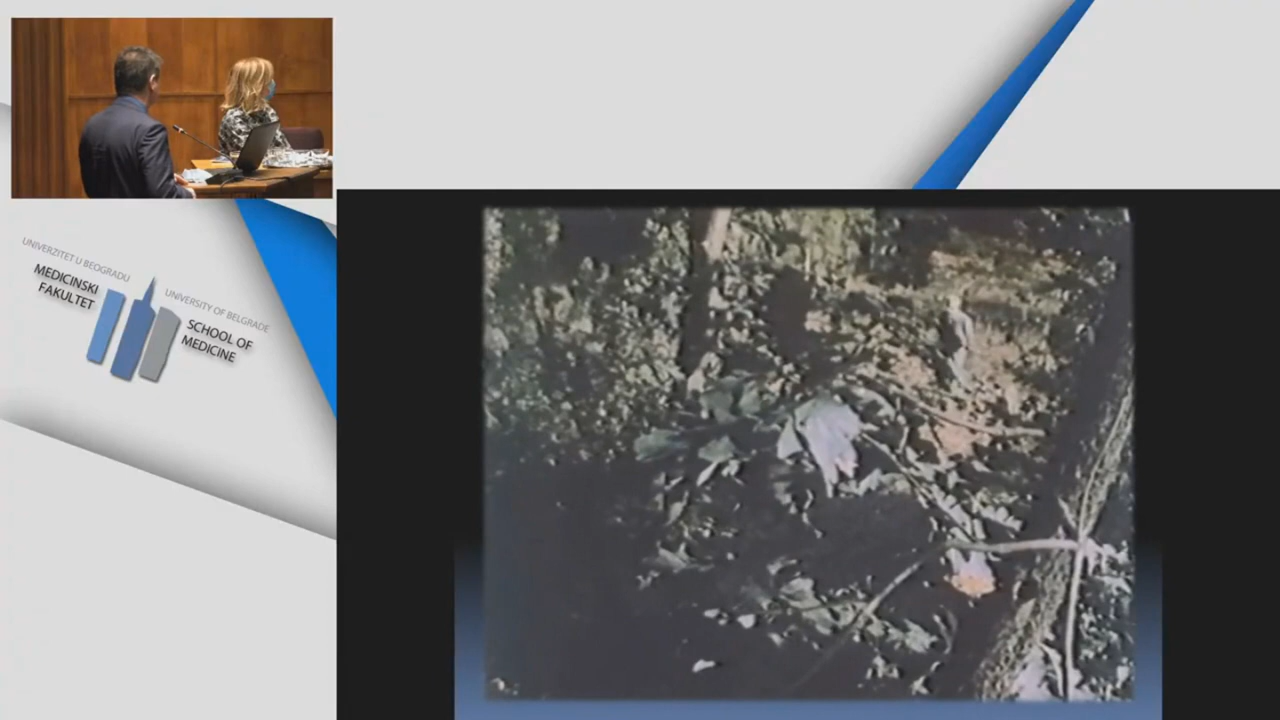 UNIVERZITET U BEOGRADU
MEDICINSKI
FAKULTET
UNIVERSITY OF BELGRADE
SCHOOL OF
MEDICINE